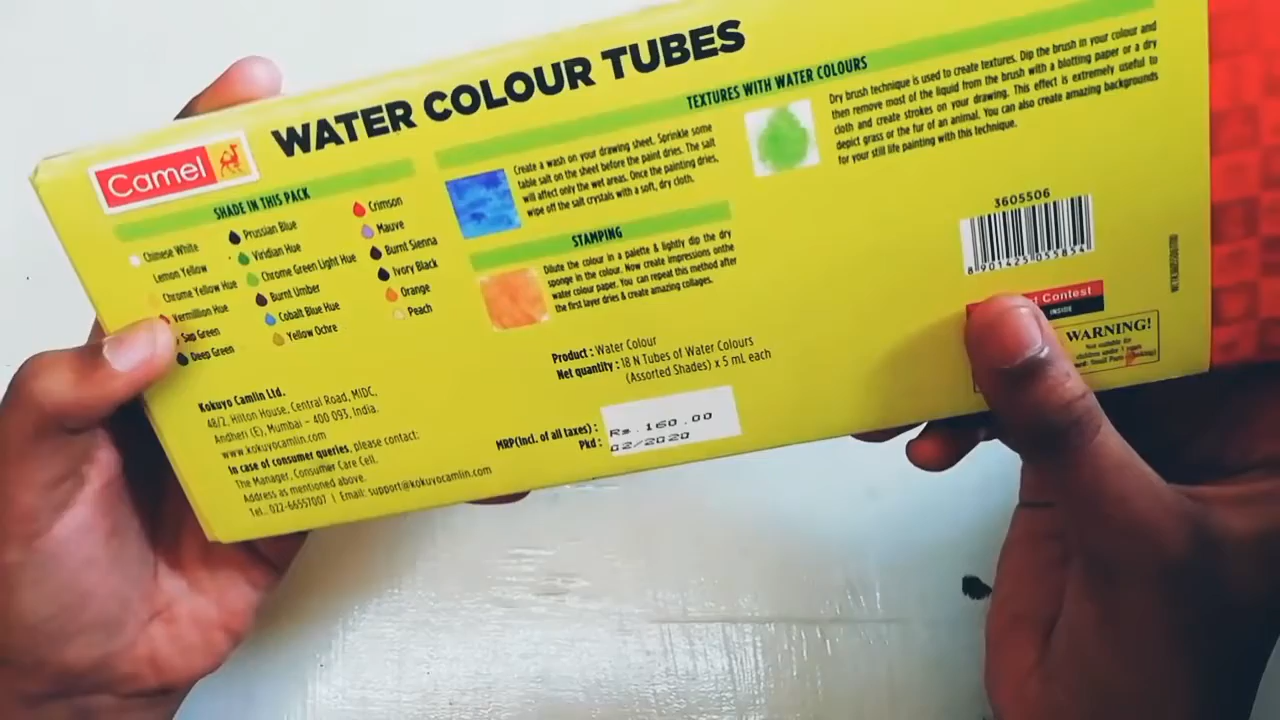 WATER COLOUR TUBES
Camel
SHADE IN THIS PACK
Chinese White
Lemon Yellow
Chrome Yellow Hue
Vermillion Hue
Sap Green
Deep Green
Prussian Blue
Viridian Hue
Chrome Green Light Hue
Burnt Umber
Cobalt Blue Hue
Yellow Ochre
Crimson
Mauve
Burnt Sienna
Ivory Black
Orange
Peach
TEXTURES WITH WATER COLOURS
Create a wash on your drawing sheet. Sprinkle some
table salt on the sheet before the paint dries. The salt
will affect only the wet areas. Once the painting dries,
wipe off the salt crystals with a soft, dry cloth.
STAMPING
Dilute the colour in a palette & lightly dip the dry
sponge in the colour. Now create impressions onthe
water colour paper. You can repeat this method after
the first layer dries & create amazing collages.
Dry brush technique is used to create textures. Dip the brush in your colour and
then remove most of the liquid from the brush with a blotting paper or a dry
cloth and create strokes on your drawing. This effect is extremely useful to
depict grass or the fur of an animal. You can also create amazing backgrounds
for your still life painting with this technique.
3605506
Contest
INSIDE
WARNING!
Not suitable for
children under 3 years
Small Parts
Product : Water Colour
Net quantity : 18 N Tubes of Water Colours
(Assorted Shades) x 5 mL each
MRP(Incl. of all taxes) : Rs.160.00
Pkd : 02/2020
Kokuyo Camlin Ltd.
48/2, Hilton House, Central Road, MIDC,
Andheri (E), Mumbai – 400 093, India.
www.kokuyocamlin.com
In case of consumer queries, please contact:
The Manager, Consumer Care Cell.
Address as mentioned above.
Tel.: 022-66557007 | Email: support@kokuyocamlin.com